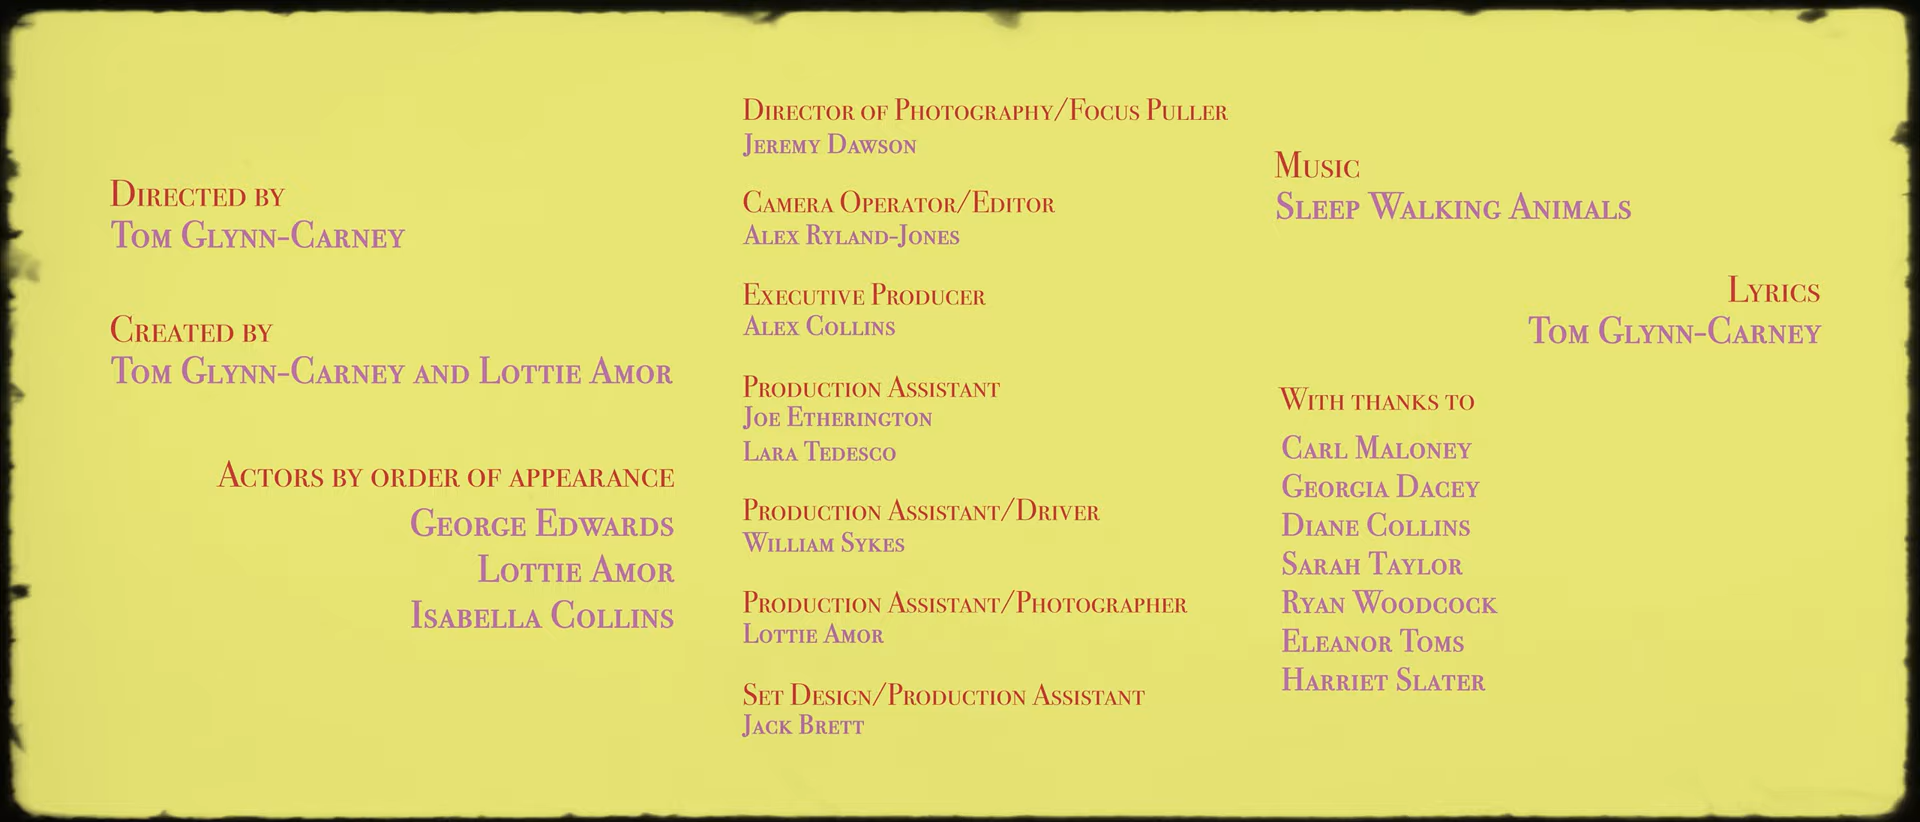 Directed by
Tom Glynn-Carney
Created by
Tom Glynn-Carney and Lottie Amor
Actors by order of appearance
George Edwards
Lottie Amor
Isabella Collins
Director of Photography/Focus Puller
Jeremy Dawson
Camera Operator/Editor
Alex Ryland-Jones
Executive Producer
Alex Collins
Production Assistant
Joe Etherington
Lara Tedesco
Production Assistant/Driver
William Sykes
Production Assistant/Photographer
Lottie Amor
Set Design/Production Assistant
Jack Brett
Music
Sleep Walking Animals
Lyrics
Tom Glynn-Carney
With thanks to
Carl Maloney
Georgia Dacey
Diane Collins
Sarah Taylor
Ryan Woodcock
Eleanor Toms
Harriet Slater